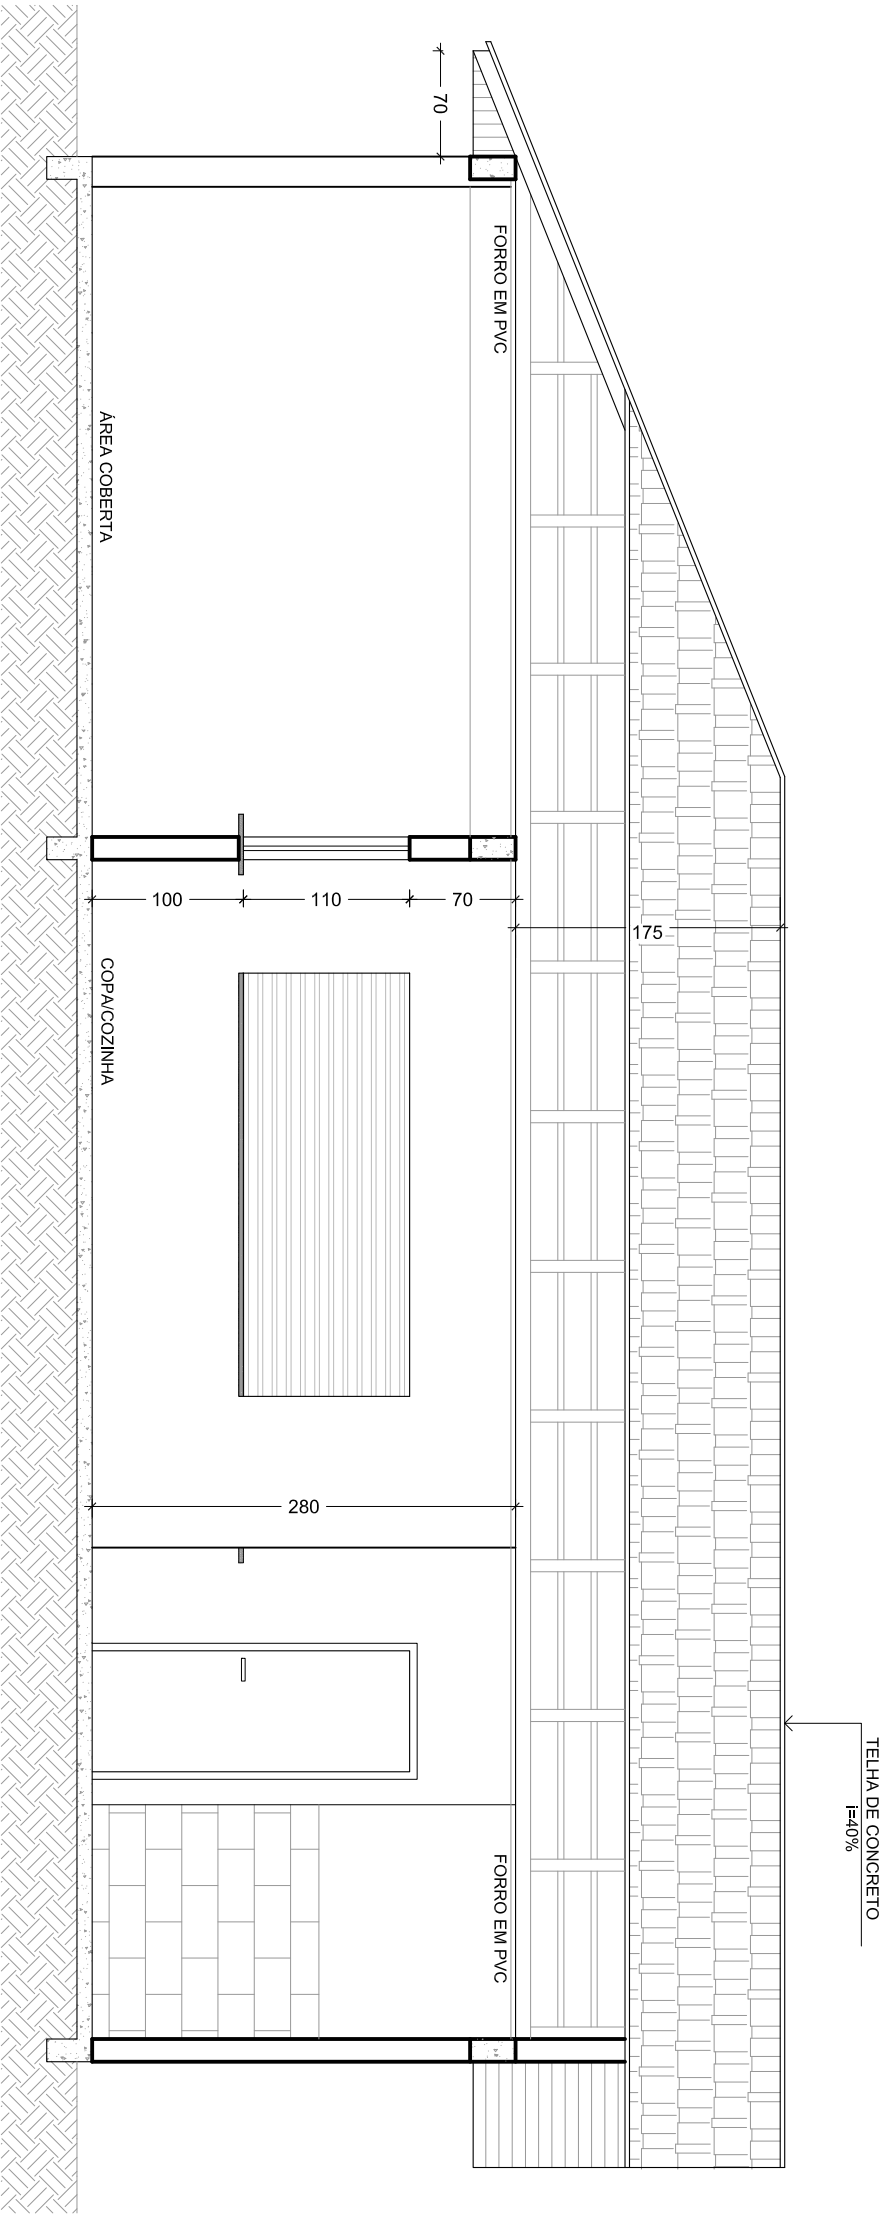 TELHA DE CONCRETO
i=40%
175
70
FORRO EM PVC
FORRO EM PVC
70
110
100
280
ÁREA COBERTA
COPA/COZINHA